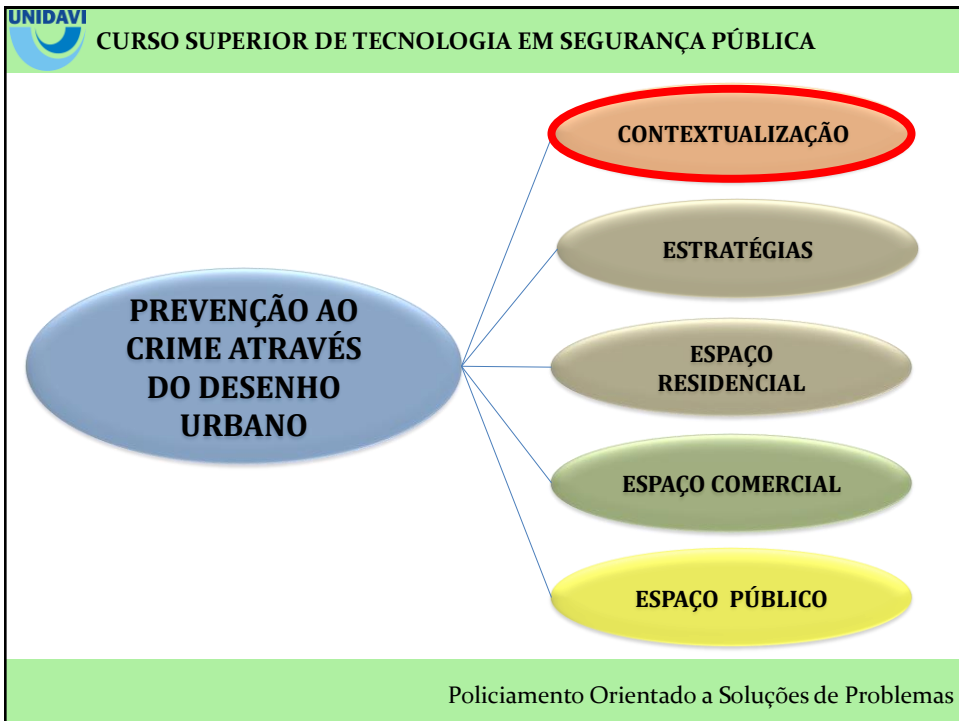 UNIDAVI
CURSO SUPERIOR DE TECNOLOGIA EM SEGURANÇA PÚBLICA
CONTEXTUALIZAÇÃO
ESTRATÉGIAS
PREVENÇÃO AO
CRIME ATRAVÉS
DO DESENHO
URBANO
ESPAÇO
RESIDENCIAL
ESPAÇO COMERCIAL
ESPAÇO PÚBLICO
Policiamento Orientado a Soluções de Problemas